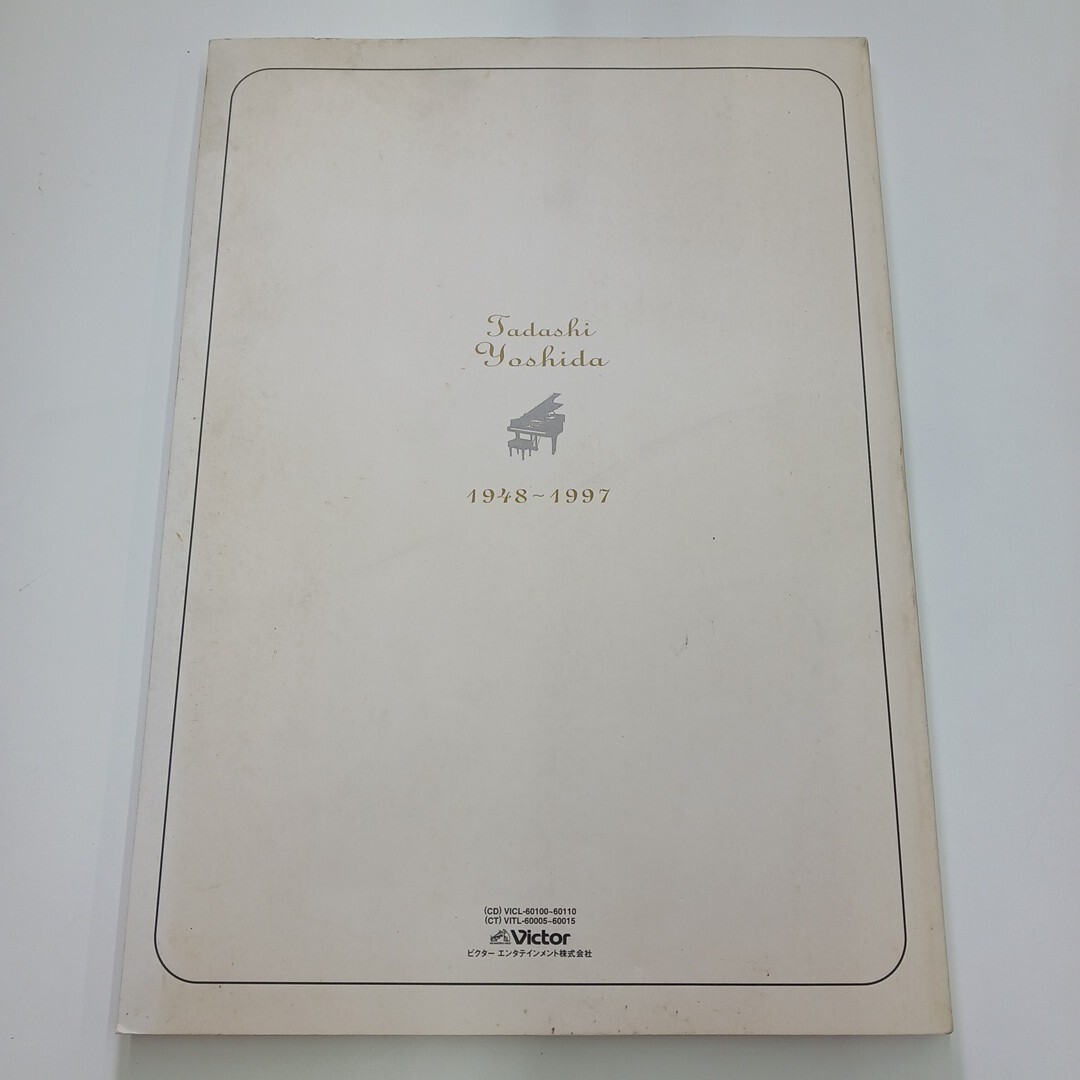 Tadashi
Yoshida
1948~1997
(CD) VICL-60100~60110
(CT) VITL-60005~60015
Victor
ビクター エンタテインメント株式会社